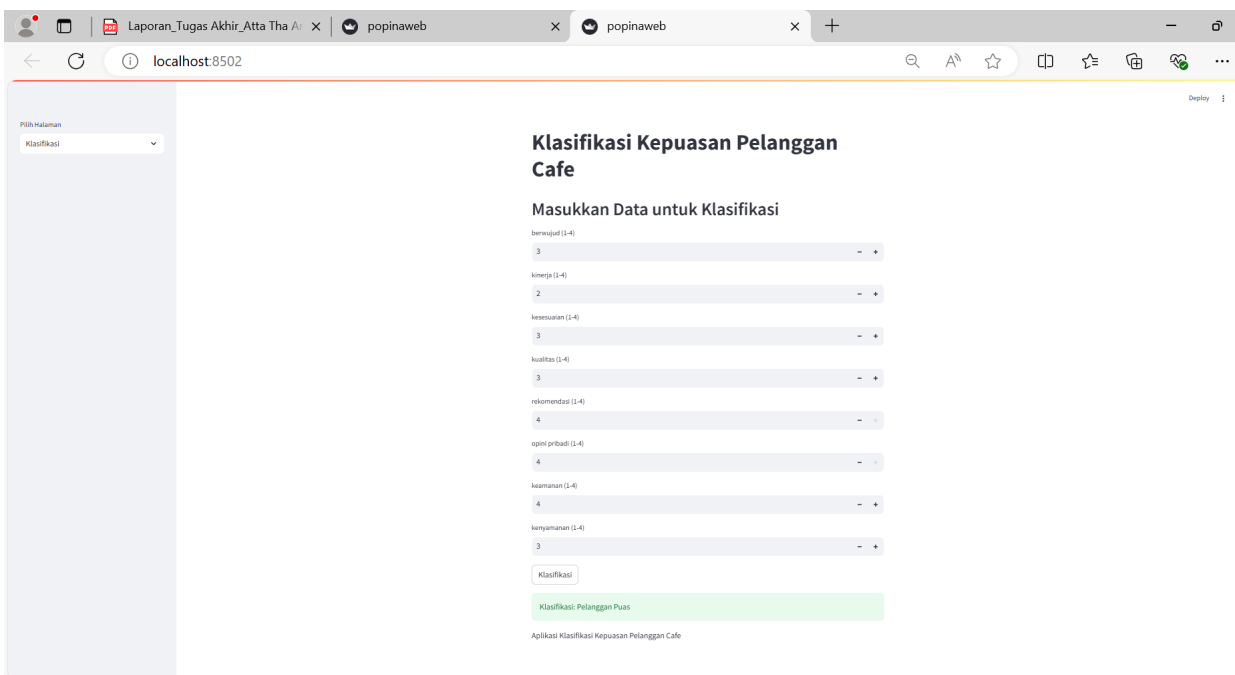 Laporan_Tugas Akhir_Atta Tha A
popinaweb
popinaweb
localhost:8502
Deploy
Pilih Halaman
Klasifikasi
Klasifikasi Kepuasan Pelanggan
Cafe
Masukkan Data untuk Klasifikasi
berwujud (1-4)
3
kinerja (1-4)
2
kesesuaian (1-4)
3
kualitas (1-4)
3
rekomendasi (1-4)
4
opini pribadi (1-4)
4
keamanan (1-4)
4
kenyamanan (1-4)
3
Klasifikasi
Klasifikasi: Pelanggan Puas
Aplikasi Klasifikasi Kepuasan Pelanggan Cafe